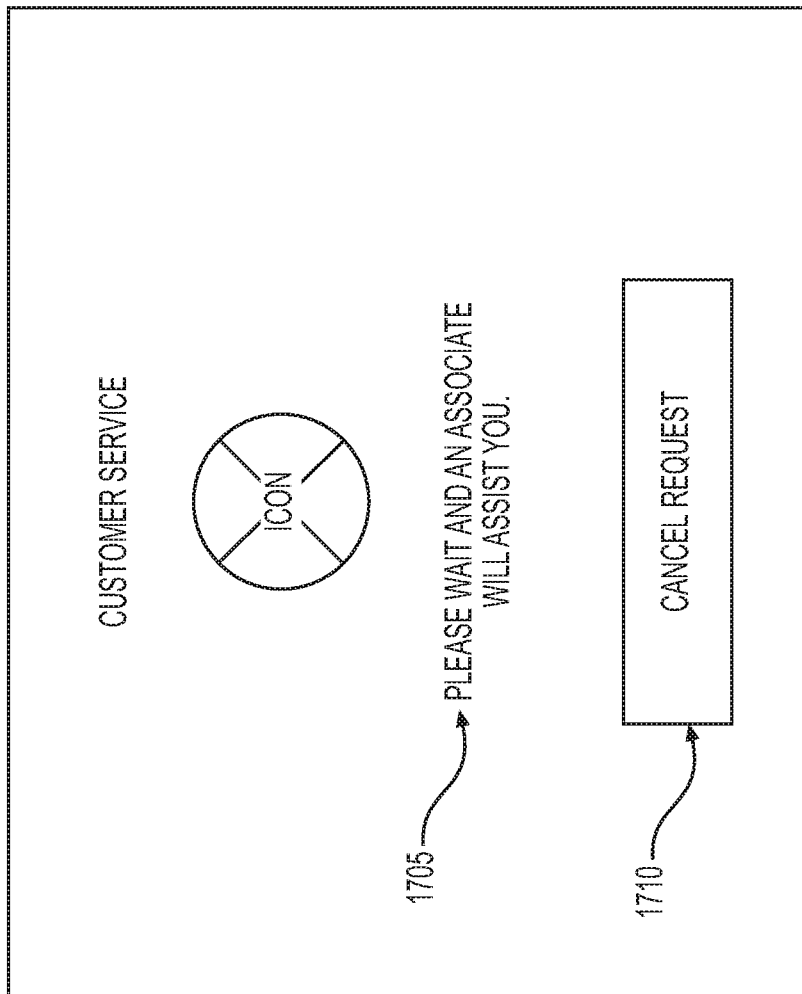 CUSTOMER SERVICE
ICON
1705
PLEASE WAIT AND AN ASSOCIATE
WILL ASSIST YOU.
1710
CANCEL REQUEST